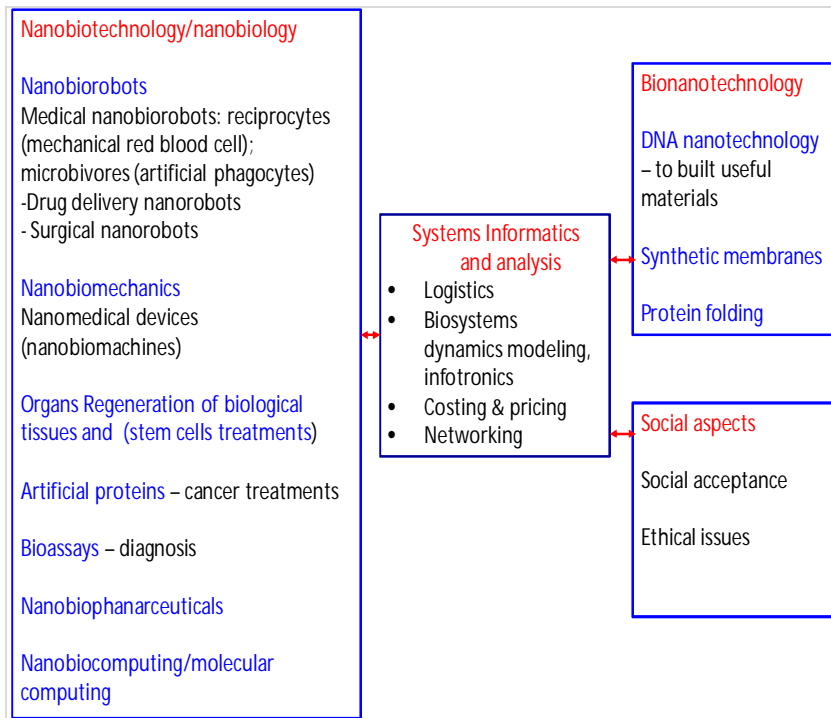 Nanobiotechnology/nanobiology
Nanobiorobots
Medical nanobiorobots: reciprocytes
(mechanical red blood cell);
microbivores (artificial phagocytes)
-Drug delivery nanorobots
- Surgical nanorobots
Nanobiomechanics
Nanomedical devices
(nanobiomachines)
Organs Regeneration of biological
tissues and (stem cells treatments)
Artificial proteins – cancer treatments
Bioassays – diagnosis
Nanobiophanarceuticals
Nanobiocomputing/molecular
computing
Systems Informatics
and analysis
• Logistics
• Biosystems
dynamics modeling,
infotronics
• Costing & pricing
• Networking
Bionanotechnology
DNA nanotechnology
– to built useful
materials
Synthetic membranes
Protein folding
Social aspects
Social acceptance
Ethical issues